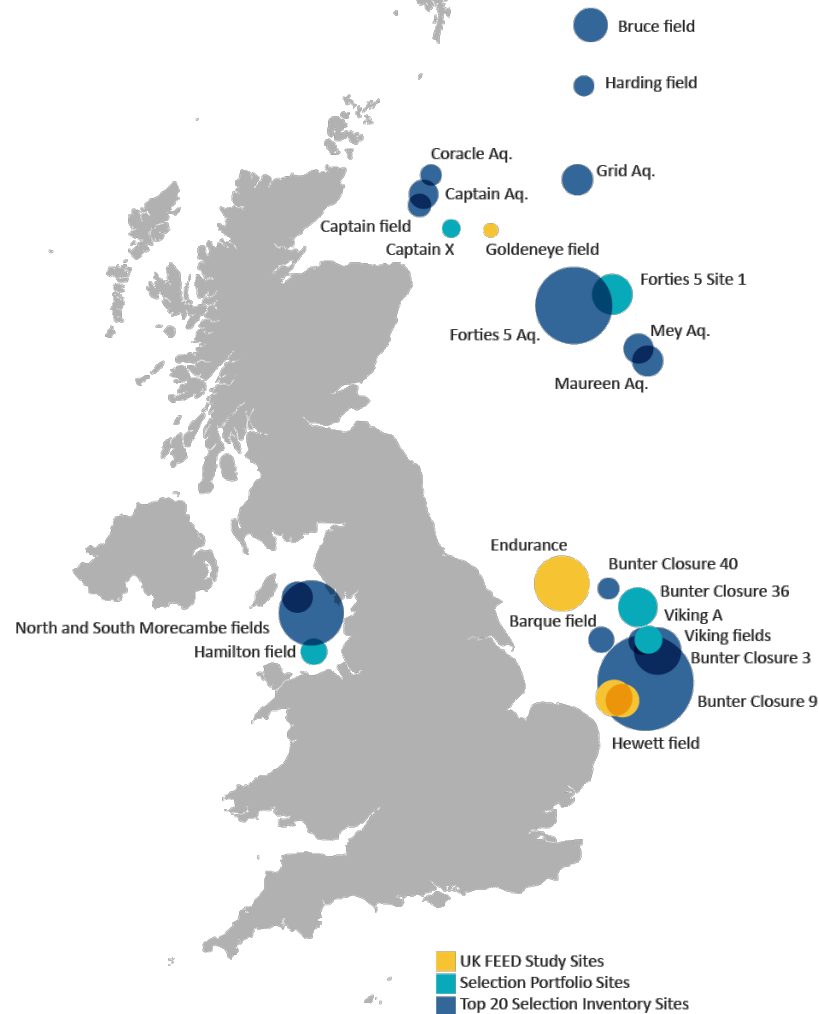 Bruce field
Harding field
Coracle Aq.
Grid Aq.
Captain Aq.
Captain field
Captain X
Goldeneye field
Forties 5 Site 1
Forties 5 Aq.
Mey Aq.
Maureen Aq.
Endurance
Bunter Closure 40
Bunter Closure 36
Barque field
Viking A
North and South Morecambe fields
Viking fields
Hamilton field
Bunter Closure 3
Bunter Closure 9
Hewett field
UK FEED Study Sites
Selection Portfolio Sites
Top 20 Selection Inventory Sites